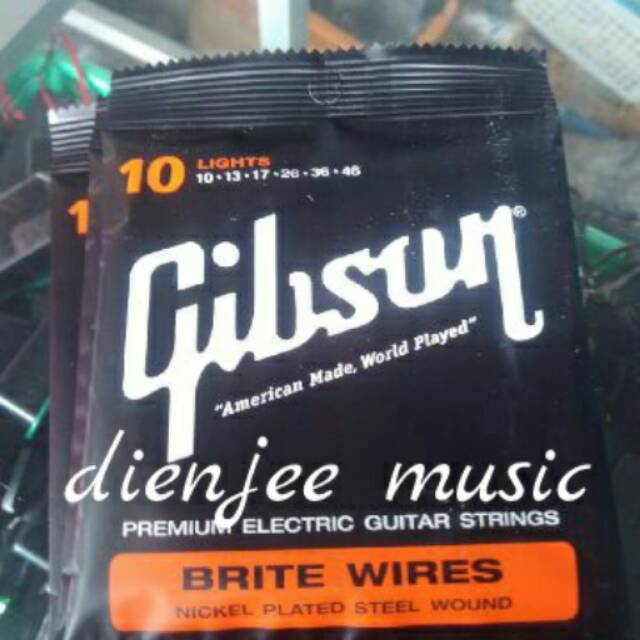 10 LIGHTS
10•13•17•26•36•46
1
Gibson®
"American Made, World Played"
dienjee music
PREMIUM ELECTRIC GUITAR STRINGS
BRITE WIRES
NICKEL PLATED STEEL WOUND